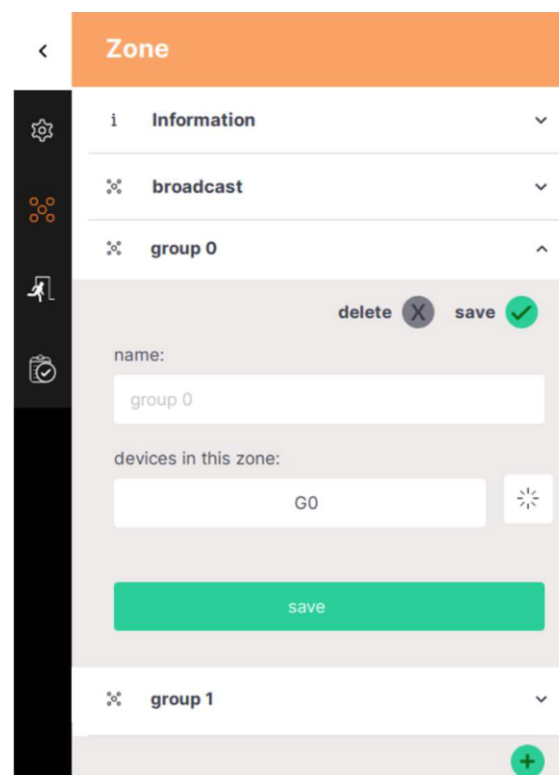 Zone
i Information
broadcast
group 0
delete X save
name:
group 0
devices in this zone:
G0
save
group 1